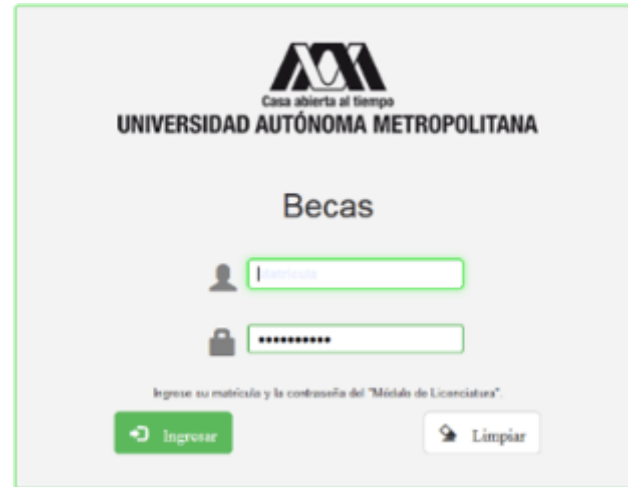 Casa abierta al tiempo
UNIVERSIDAD AUTÓNOMA METROPOLITANA
Becas
Matrícula
••••••••••
Ingrese su matrícula y la contraseña del "Módulo de Licenciatura".
Ingresar
Limpiar